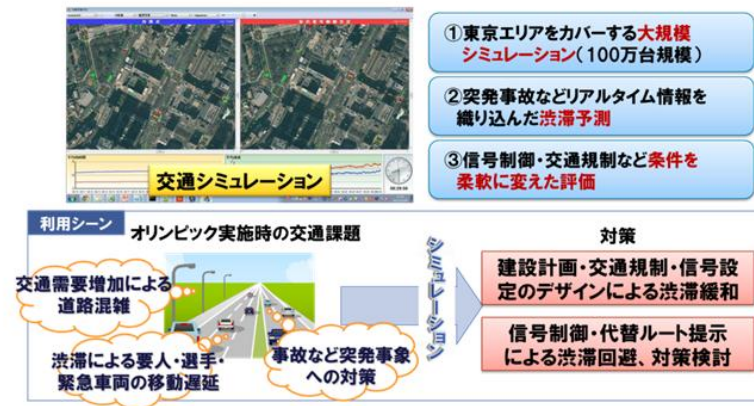 交通シミュレーション
①東京エリアをカバーする大規模
シミュレーション(100万台規模)
②突発事故などリアルタイム情報を
織り込んだ渋滞予測
③信号制御・交通規制など条件を
柔軟に変えた評価
利用シーン
オリンピック実施時の交通課題
交通需要増加による
道路混雑
渋滞による要人・選手・
緊急車両の移動遅延
事故など突発事象
への対策
シミュレーション
対策
建設計画・交通規制・信号設
定のデザインによる渋滞緩和
信号制御・代替ルート提示
による渋滞回避、対策検討